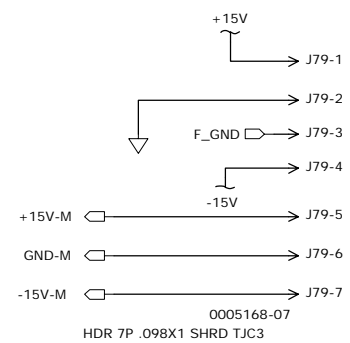 +15V
J79-1
J79-2
F_GND J79-3
J79-4
-15V
+15V-M J79-5
GND-M J79-6
-15V-M J79-7
0005168-07
HDR 7P .098X1 SHRD TJC3